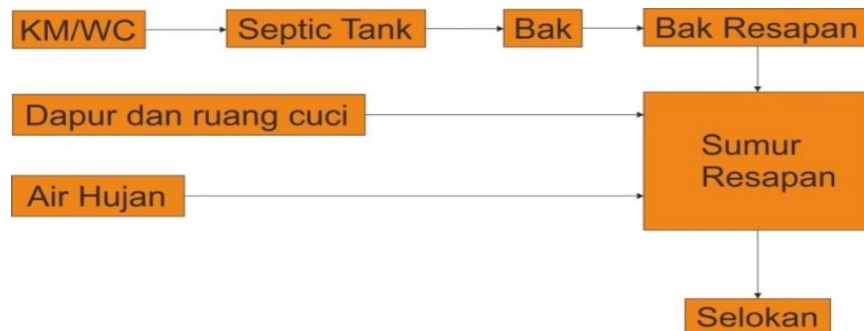 KM/WC
Septic Tank
Bak
Bak Resapan
Dapur dan ruang cuci
Sumur
Resapan
Air Hujan
Selokan